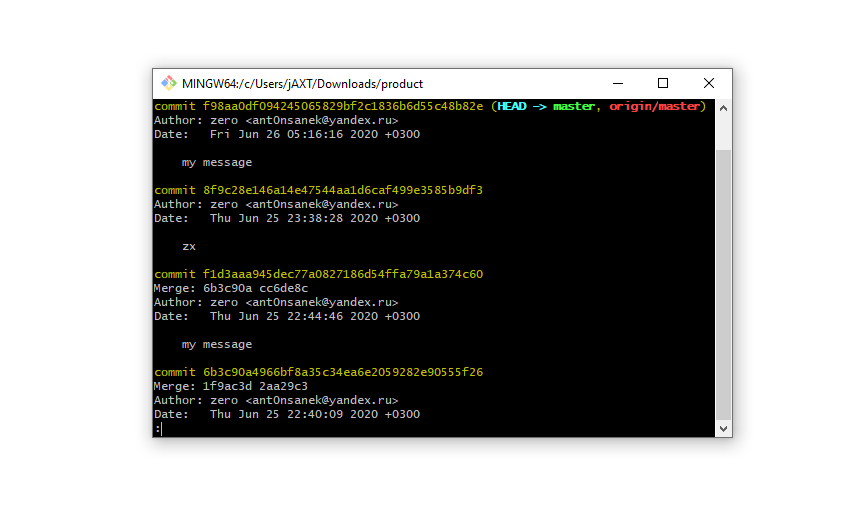 MINGW64:/c/Users/jAXT/Downloads/product
commit f98aa0df094245065829bf2c1836b6d55c48b82e (HEAD -> master, origin/master)
Author: zero <ant0nsanek@yandex.ru>
Date:   Fri Jun 26 05:16:16 2020 +0300
my message
commit 8f9c28e146a14e47544aa1d6caf499e3585b9df3
Author: zero <ant0nsanek@yandex.ru>
Date:   Thu Jun 25 23:38:28 2020 +0300
zx
commit f1d3aaa945dec77a0827186d54ffa79a1a374c60
Merge: 6b3c90a cc6de8c
Author: zero <ant0nsanek@yandex.ru>
Date:   Thu Jun 25 22:44:46 2020 +0300
my message
commit 6b3c90a4966bf8a35c34ea6e2059282e90555f26
Merge: 1f9ac3d 2aa29c3
Author: zero <ant0nsanek@yandex.ru>
Date:   Thu Jun 25 22:40:09 2020 +0300
: